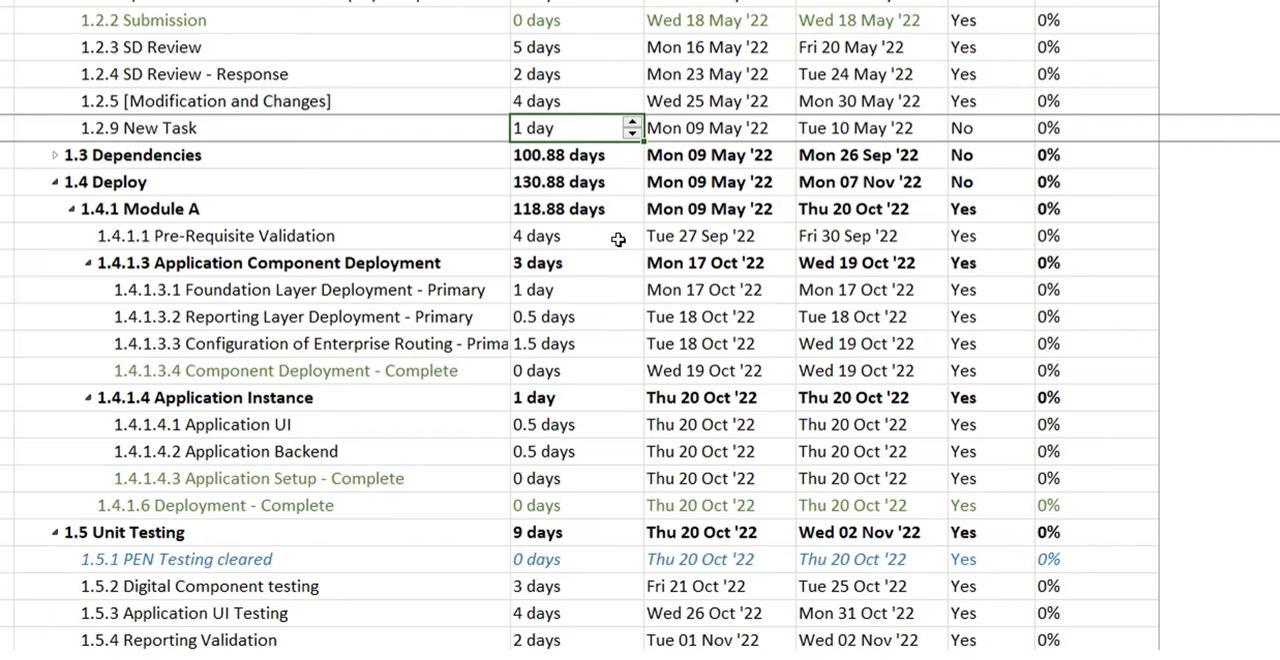 1.2.2 Submission 0 days Wed 18 May '22 Wed 18 May '22 Yes 0%
1.2.3 SD Review 5 days Mon 16 May '22 Fri 20 May '22 Yes 0%
1.2.4 SD Review - Response 2 days Mon 23 May '22 Tue 24 May '22 Yes 0%
1.2.5 [Modification and Changes] 4 days Wed 25 May '22 Mon 30 May '22 Yes 0%
1.2.9 New Task 1 day Mon 09 May '22 Tue 10 May '22 No 0%
1.3 Dependencies 100.88 days Mon 09 May '22 Mon 26 Sep '22 No 0%
1.4 Deploy 130.88 days Mon 09 May '22 Mon 07 Nov '22 No 0%
1.4.1 Module A 118.88 days Mon 09 May '22 Thu 20 Oct '22 Yes 0%
1.4.1.1 Pre-Requisite Validation 4 days Tue 27 Sep '22 Fri 30 Sep '22 Yes 0%
1.4.1.3 Application Component Deployment 3 days Mon 17 Oct '22 Wed 19 Oct '22 Yes 0%
1.4.1.3.1 Foundation Layer Deployment - Primary 1 day Mon 17 Oct '22 Mon 17 Oct '22 Yes 0%
1.4.1.3.2 Reporting Layer Deployment - Primary 0.5 days Tue 18 Oct '22 Tue 18 Oct '22 Yes 0%
1.4.1.3.3 Configuration of Enterprise Routing - Prima 1.5 days Tue 18 Oct '22 Wed 19 Oct '22 Yes 0%
1.4.1.3.4 Component Deployment - Complete 0 days Wed 19 Oct '22 Wed 19 Oct '22 Yes 0%
1.4.1.4 Application Instance 1 day Thu 20 Oct '22 Thu 20 Oct '22 Yes 0%
1.4.1.4.1 Application UI 0.5 days Thu 20 Oct '22 Thu 20 Oct '22 Yes 0%
1.4.1.4.2 Application Backend 0.5 days Thu 20 Oct '22 Thu 20 Oct '22 Yes 0%
1.4.1.4.3 Application Setup - Complete 0 days Thu 20 Oct '22 Thu 20 Oct '22 Yes 0%
1.4.1.6 Deployment - Complete 0 days Thu 20 Oct '22 Thu 20 Oct '22 Yes 0%
1.5 Unit Testing 9 days Thu 20 Oct '22 Wed 02 Nov '22 Yes 0%
1.5.1 PEN Testing cleared 0 days Thu 20 Oct '22 Thu 20 Oct '22 Yes 0%
1.5.2 Digital Component testing 3 days Fri 21 Oct '22 Tue 25 Oct '22 Yes 0%
1.5.3 Application UI Testing 4 days Wed 26 Oct '22 Mon 31 Oct '22 Yes 0%
1.5.4 Reporting Validation 2 days Tue 01 Nov '22 Wed 02 Nov '22 Yes 0%